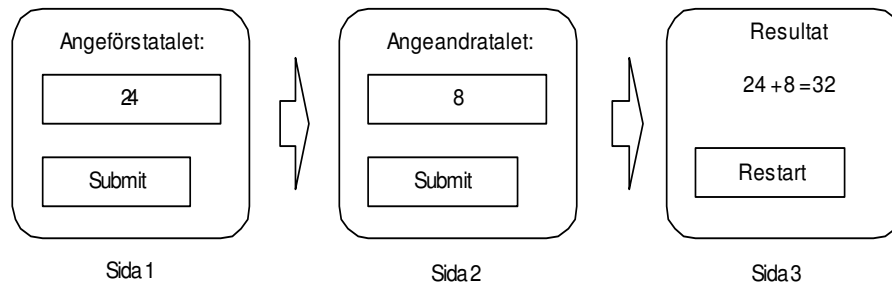 Angeförstatalet:
24
Submit
Sida 1
Angeandratalet:
8
Submit
Sida 2
Resultat
24 +8 =32
Restart
Sida 3